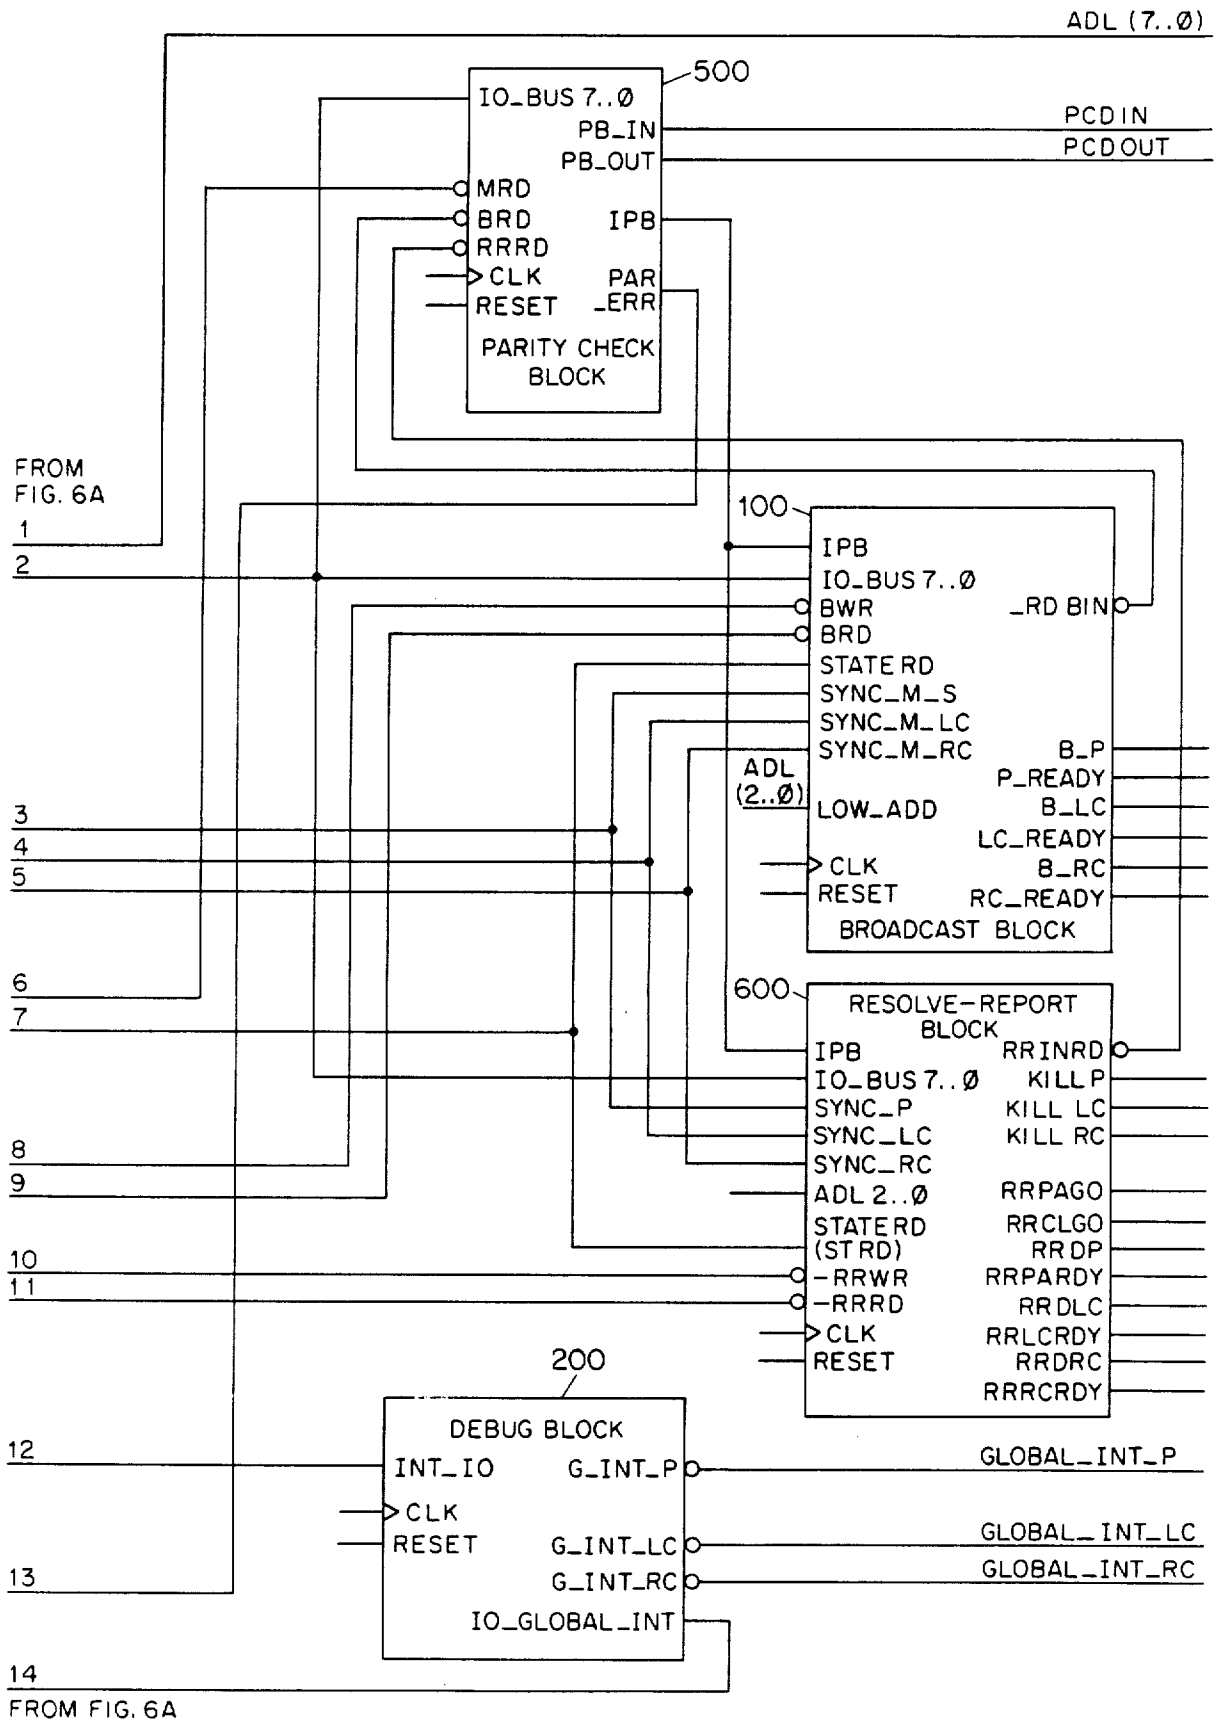 ADL (7..Ø)
500
IO_BUS 7..Ø
PB_IN
PCDIN
PB_OUT
PCDOUT
MRD
BRD
IPB
RRRD
CLK
PAR
RESET
_ERR
PARITY CHECK
BLOCK
FROM
FIG. 6A
1
2
100
IPB
IO_BUS 7..Ø
BWR
_RD BIN
BRD
STATE RD
SYNC_M_S
SYNC_M_LC
SYNC_M_RC
B_P
ADL
(2..Ø)
P_READY
LOW_ADD
B_LC
3
LC_READY
4
CLK
B_RC
5
RESET
RC_READY
BROADCAST BLOCK
6
7
600
RESOLVE-REPORT
BLOCK
IPB
RRINRD
IO_BUS 7..Ø
KILL P
SYNC_P
KILL LC
SYNC_LC
KILL RC
8
SYNC_RC
9
ADL 2..Ø
RRPAGO
STATERD
(STRD)
RRCLGO
RRDP
10
-RRWR
RRPARDY
11
-RRRD
RRDLC
CLK
RRLCRDY
RESET
RRDRC
RRRCRDY
200
DEBUG BLOCK
12
INT_IO
G_INT_P
GLOBAL_INT_P
CLK
RESET
G_INT_LC
GLOBAL_INT_LC
13
G_INT_RC
GLOBAL_INT_RC
IO_GLOBAL_INT
14
FROM FIG. 6A